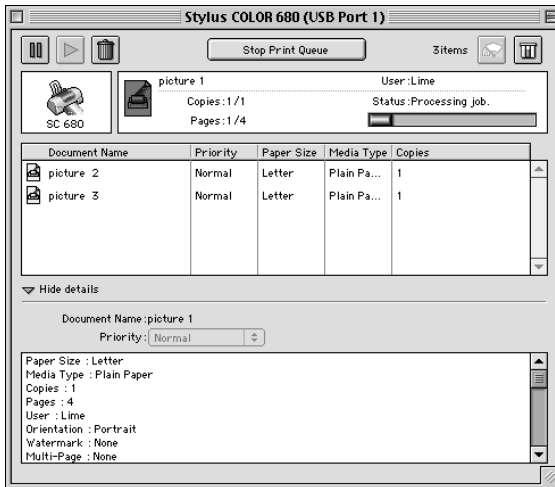 Stylus COLOR 680 (USB Port 1)
Stop Print Queue
3items
SC 680
picture 1
User :Lime
Copies :1/1
Status :Processing job.
Pages :1/4
Document Name Priority Paper Size Media Type Copies
picture 2 Normal Letter Plain Pa... 1
picture 3 Normal Letter Plain Pa... 1
Hide details
Document Name :picture 1
Priority : Normal
Paper Size : Letter
Media Type : Plain Paper
Copies : 1
Pages : 4
User : Lime
Orientation : Portrait
Watermark : None
Multi-Page : None